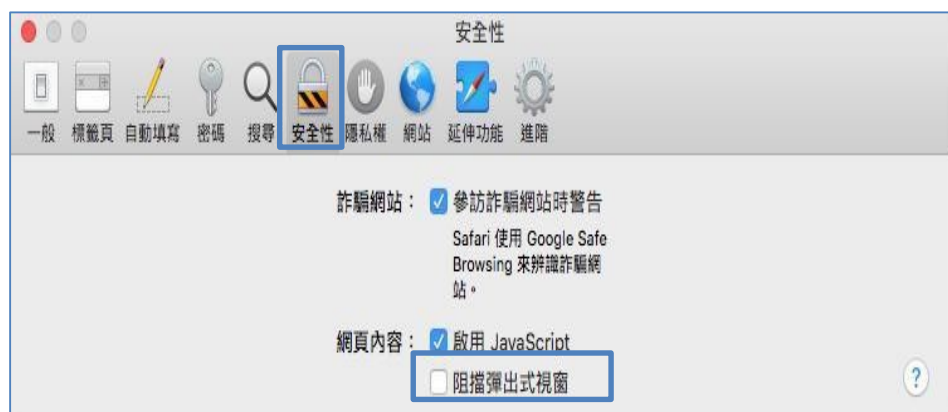 安全性
一般 標籤頁 自動填寫 密碼 搜尋 安全性 隱私權 網站 延伸功能 進階
詐騙網站： 參訪詐騙網站時警告
Safari 使用 Google Safe
Browsing 來辨識詐騙網
站。
網頁內容： 啟用 JavaScript
阻擋彈出式視窗
?